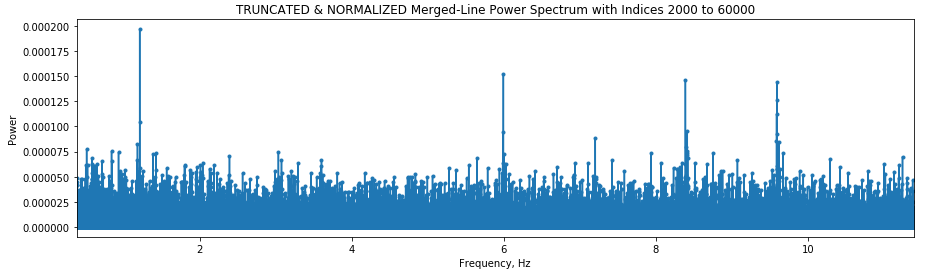 TRUNCATED & NORMALIZED Merged-Line Power Spectrum with Indices 2000 to 60000
0.000200
0.000175
0.000150
0.000125
0.000100
0.000075
0.000050
0.000025
0.000000
Power
2 4 6 8 10
Frequency, Hz